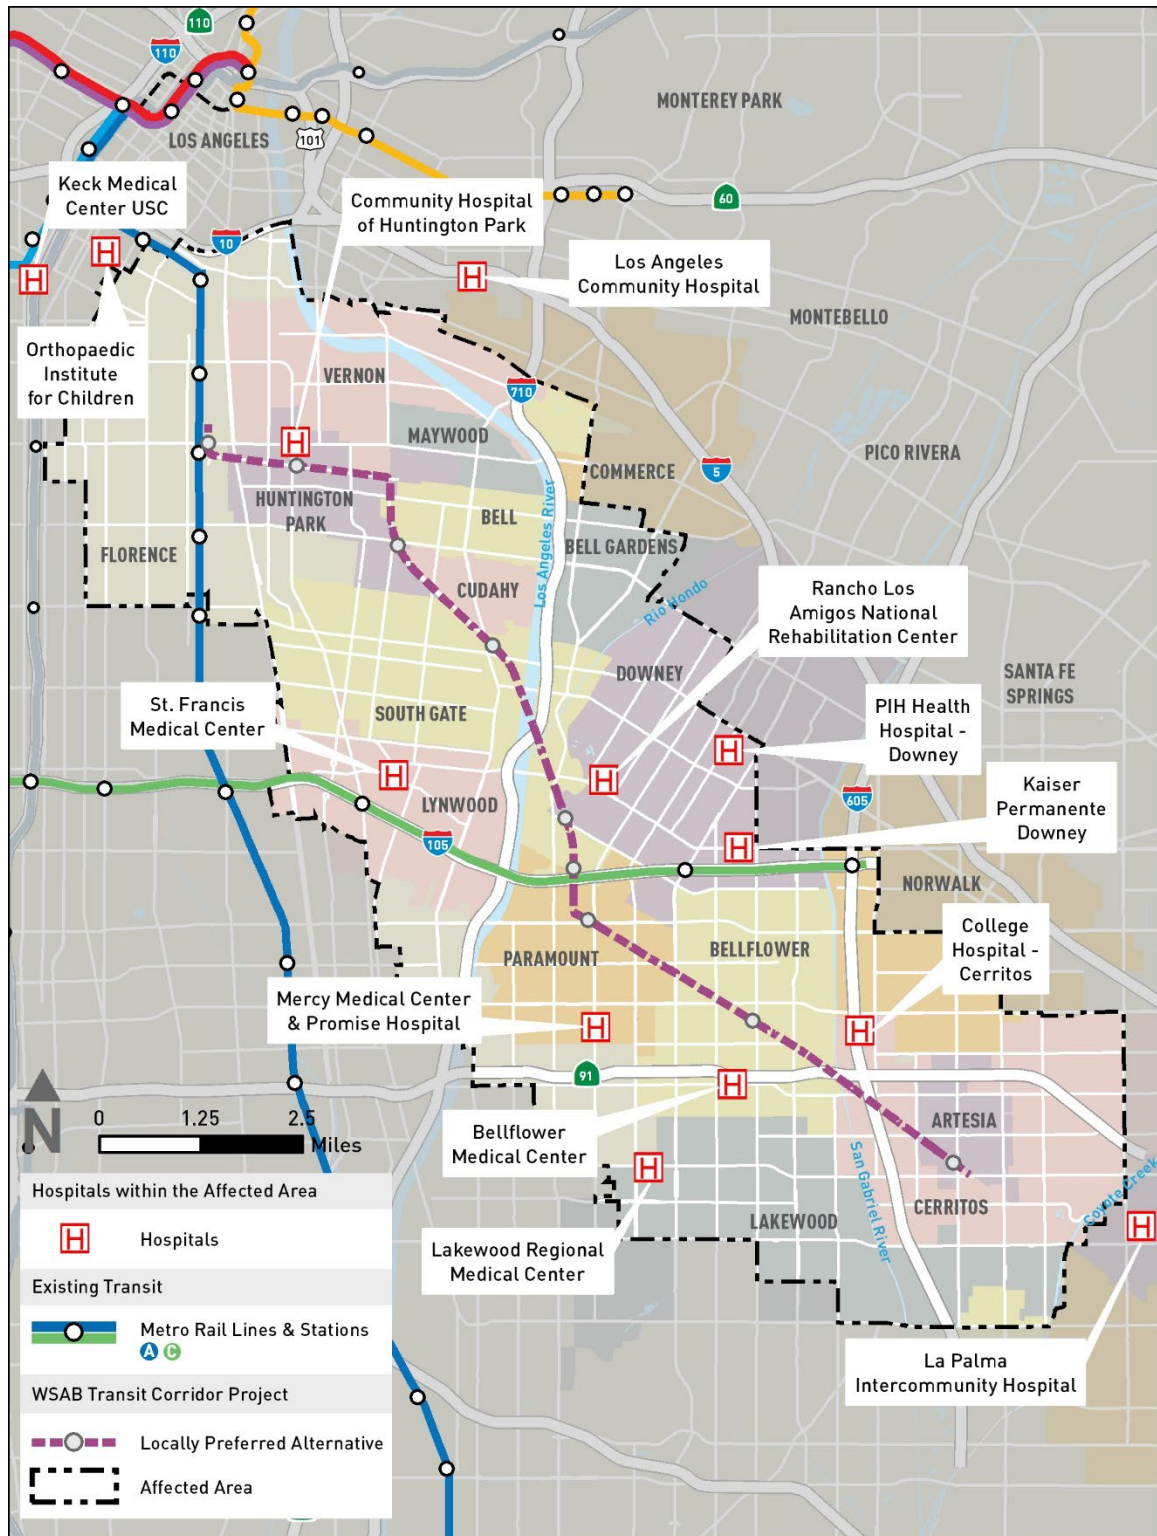 110
110
MONTEREY PARK
LOS ANGELES
101
Keck Medical
Center USC
Community Hospital
of Huntington Park
60
10
Los Angeles
Community Hospital
H
H
H
MONTEBELLO
Orthopaedic
Institute
for Children
VERNON
710
MAYWOOD
H
PICO RIVERA
COMMERCE
5
HUNTINGTON
PARK
BELL
Los Angeles River
BELL GARDENS
FLORENCE
CUDAHY
Rio Hondo
Rancho Los
Amigos National
Rehabilitation Center
DOWNEY
SANTA FE
SPRINGS
St. Francis
Medical Center
SOUTH GATE
PIH Health
Hospital -
Downey
H
H
H
LYNWOOD
605
Kaiser
Permanente
Downey
105
H
NORWALK
PARAMOUNT
BELLFLOWER
College
Hospital -
Cerritos
Mercy Medical Center
& Promise Hospital
H
H
91
H
N
0 1.25 2.5
Miles
Bellflower
Medical Center
ARTESIA
San Gabriel River
Coyote Creek
H
CERRITOS
LAKEWOOD
H
Lakewood Regional
Medical Center
La Palma
Intercommunity Hospital
Hospitals within the Affected Area
H Hospitals
Existing Transit
Metro Rail Lines & Stations
A C
WSAB Transit Corridor Project
Locally Preferred Alternative
Affected Area